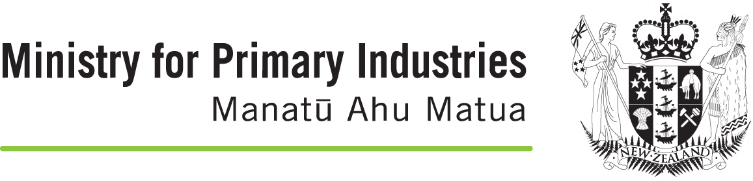 Ministry for Primary Industries
Manatū Ahu Matua
NEW ZEALAND